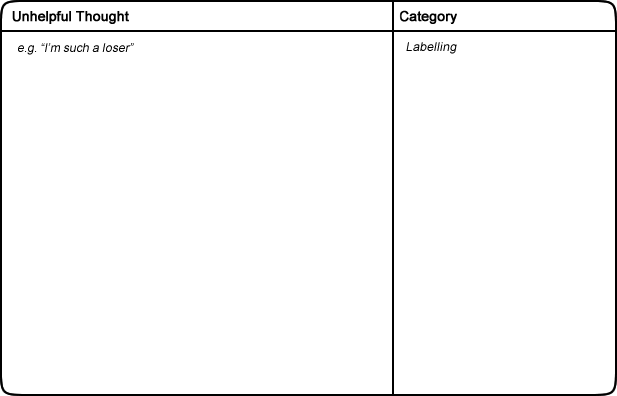 Unhelpful Thought
Category
e.g. “I’m such a loser”
Labelling